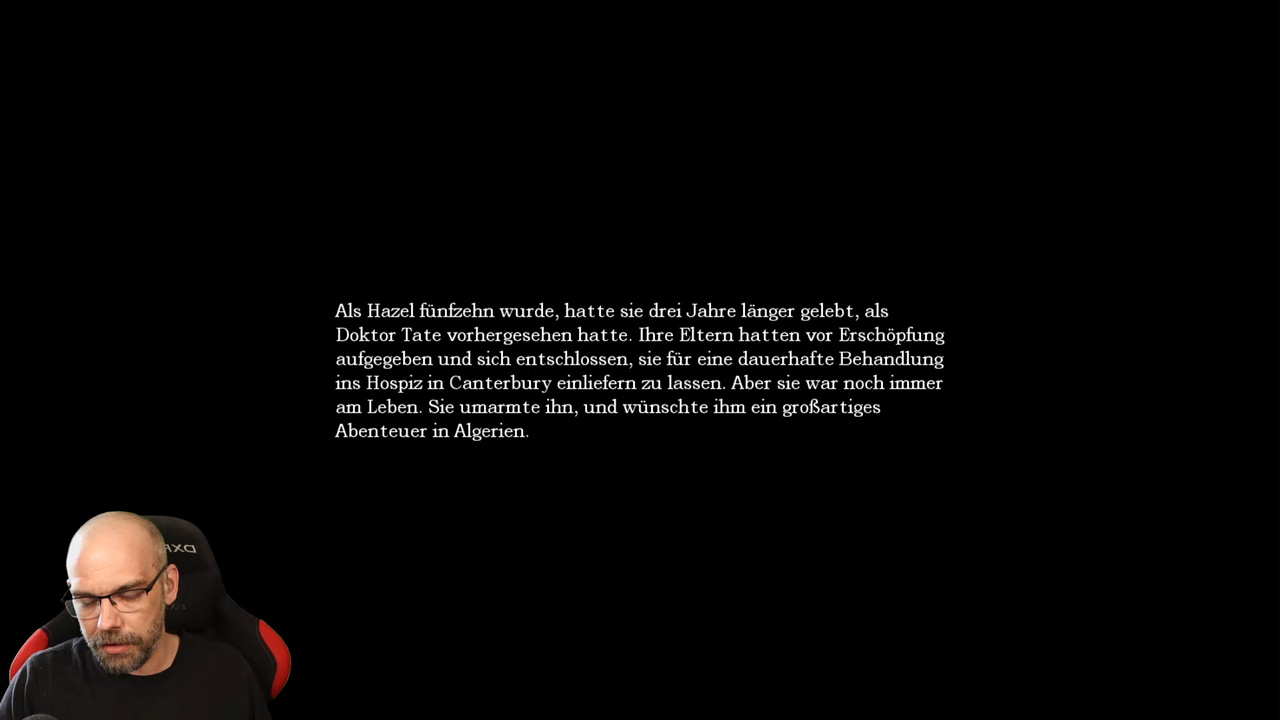 Als Hazel fünfzehn wurde, hatte sie drei Jahre länger gelebt, als
Doktor Tate vorhergesehen hatte. Ihre Eltern hatten vor Erschöpfung
aufgegeben und sich entschlossen, sie für eine dauerhafte Behandlung
ins Hospiz in Canterbury einliefern zu lassen. Aber sie war noch immer
am Leben. Sie umarmte ihn, und wünschte ihm ein großartiges
Abenteuer in Algerien.